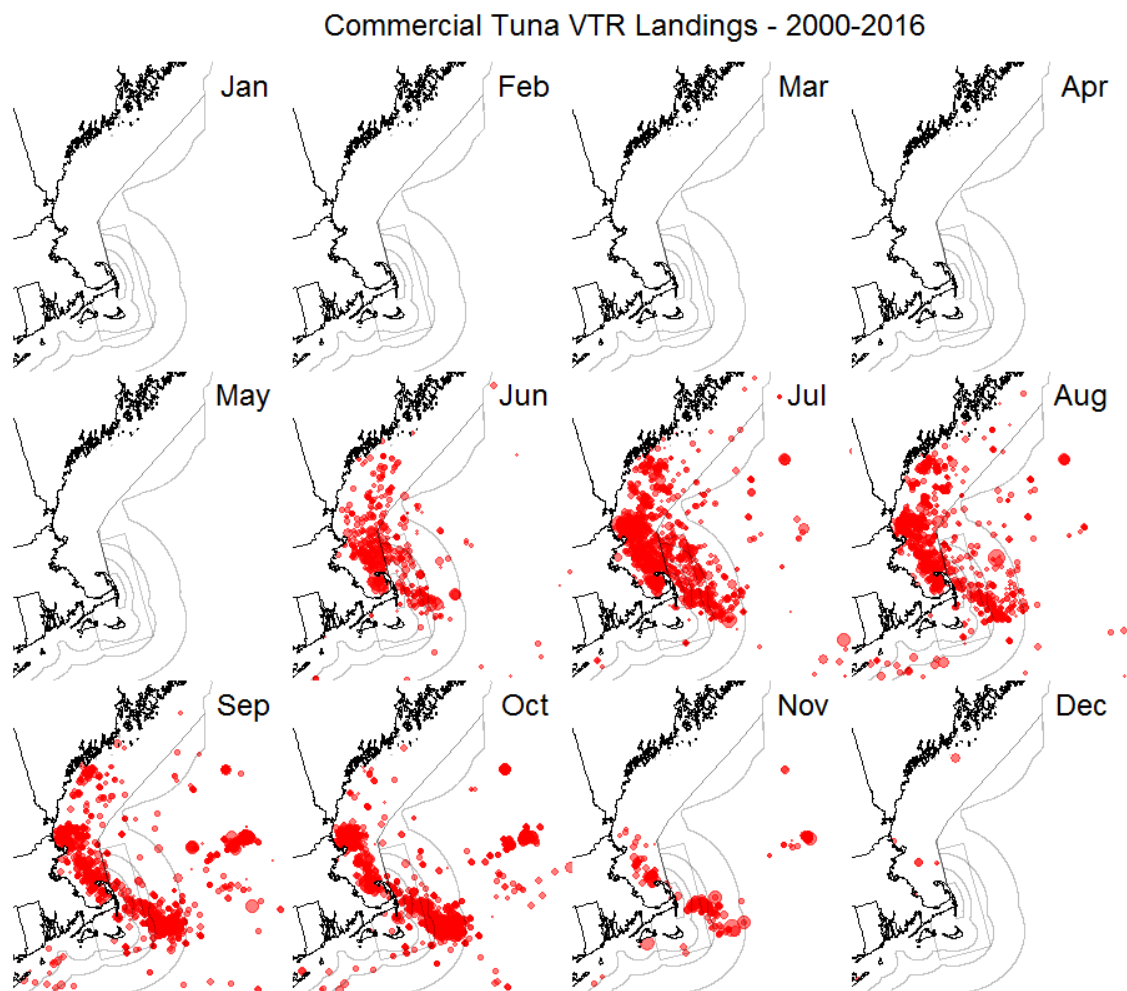 Commercial Tuna VTR Landings - 2000-2016
Jan
Feb
Mar
Apr
May
Jun
Jul
Aug
Sep
Oct
Nov
Dec